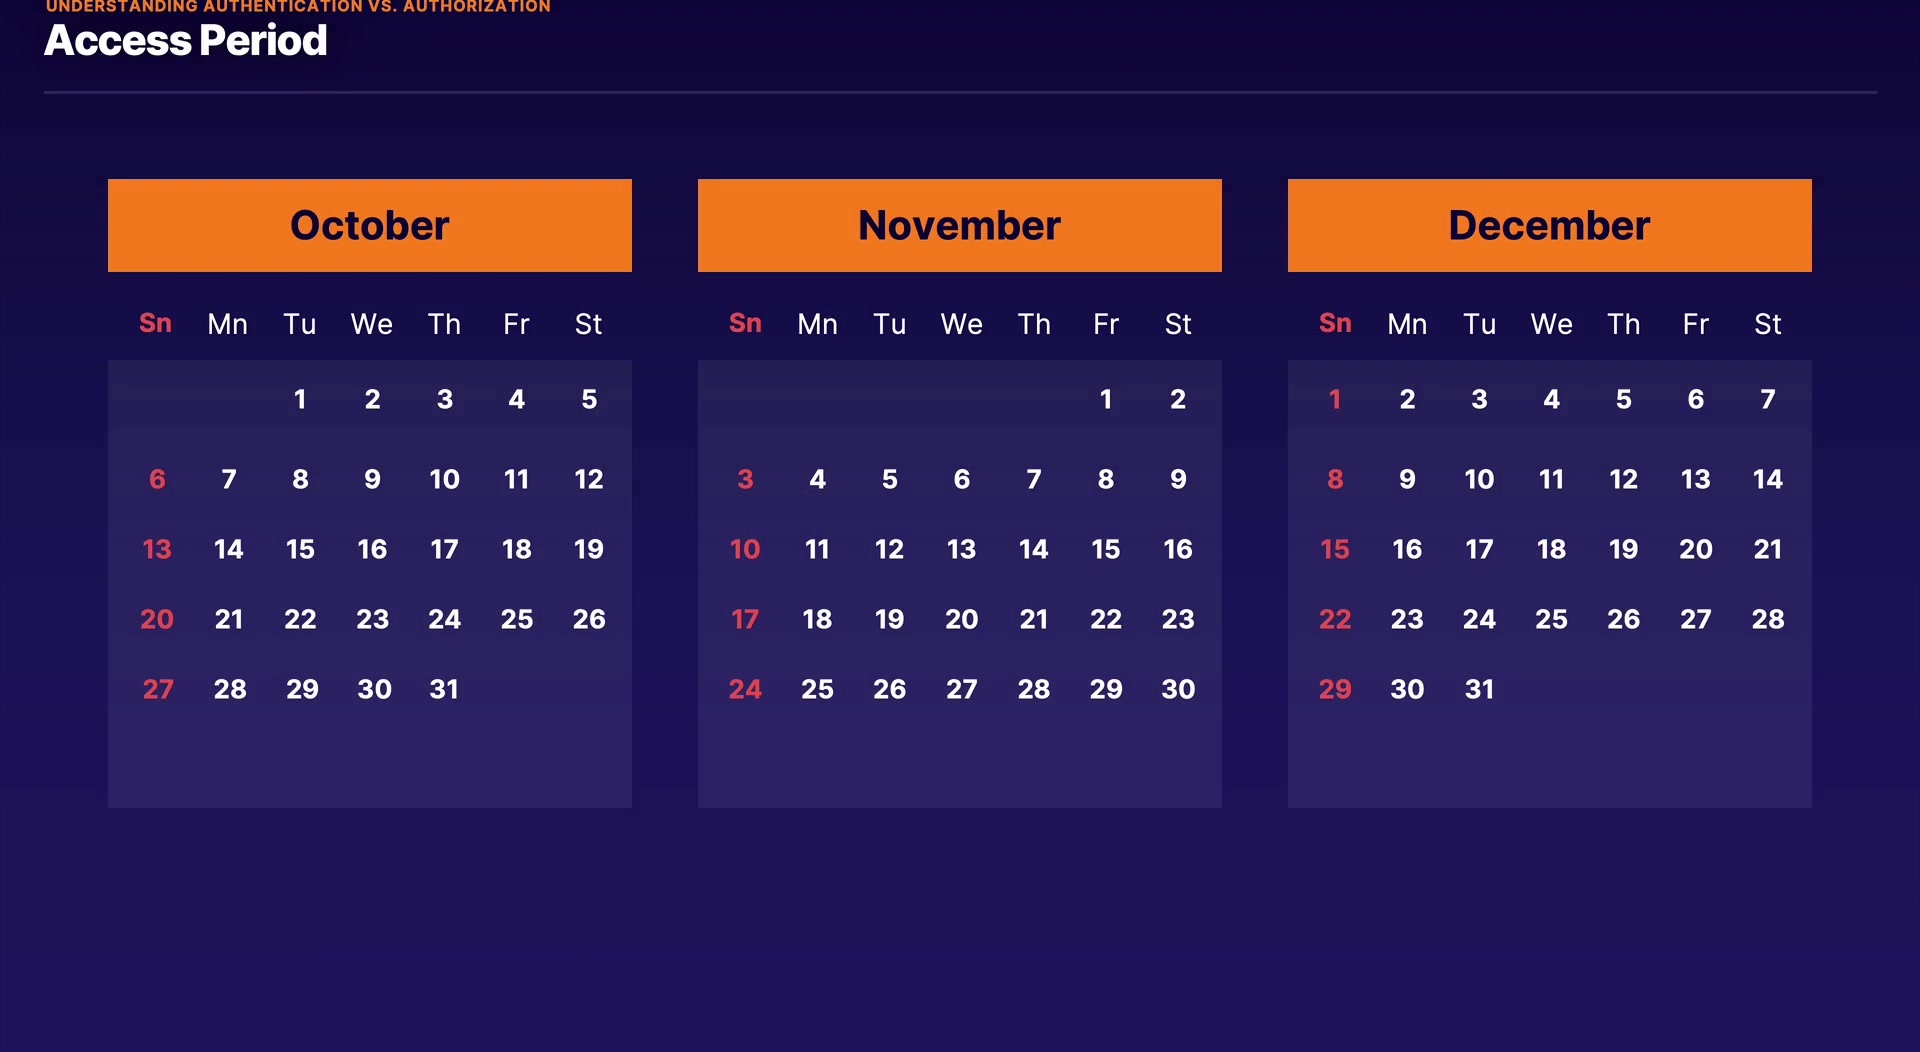 UNDERSTANDING AUTHENTICATION VS. AUTHORIZATION
Access Period
October
Sn Mn Tu We Th Fr St
1 2 3 4 5
6 7 8 9 10 11 12
13 14 15 16 17 18 19
20 21 22 23 24 25 26
27 28 29 30 31
November
Sn Mn Tu We Th Fr St
1 2
3 4 5 6 7 8 9
10 11 12 13 14 15 16
17 18 19 20 21 22 23
24 25 26 27 28 29 30
December
Sn Mn Tu We Th Fr St
1 2 3 4 5 6 7
8 9 10 11 12 13 14
15 16 17 18 19 20 21
22 23 24 25 26 27 28
29 30 31